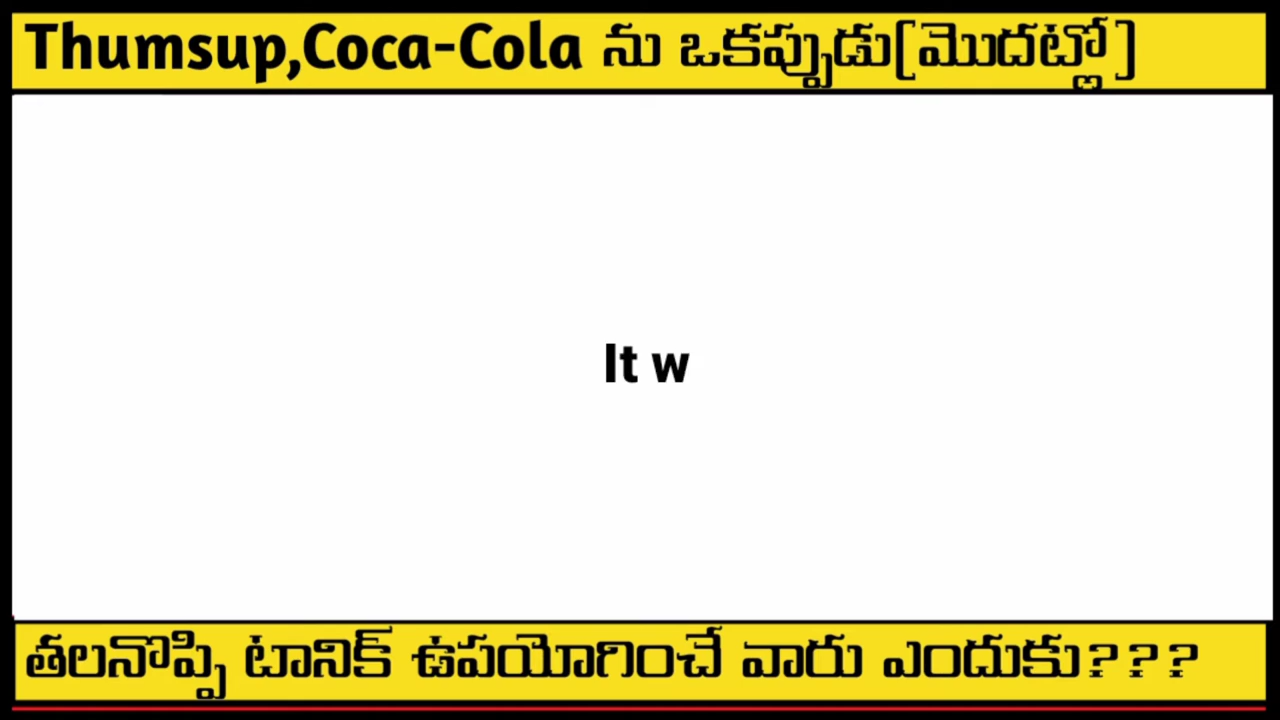 Thumsup,Coca-Cola ను ఒకప్పుడు[మొదట్లో]
It w
తలనొప్పి టానిక్ ఉపయోగించే వారు ఎందుకు???